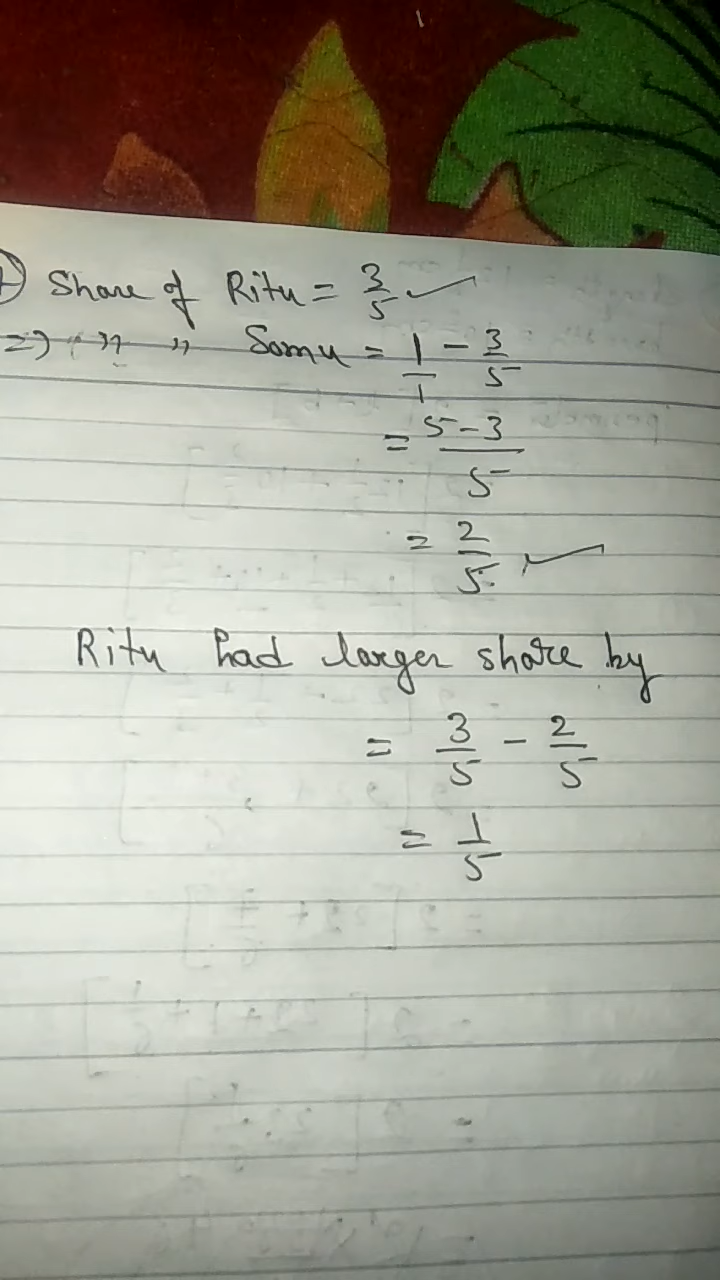 Share of Ritu = 3/5 ✓
=> " " Somu = 1/1 - 3/5
= 5-3/5
= 2/5 ✓
Ritu had larger share by
= 3/5 - 2/5
= 1/5